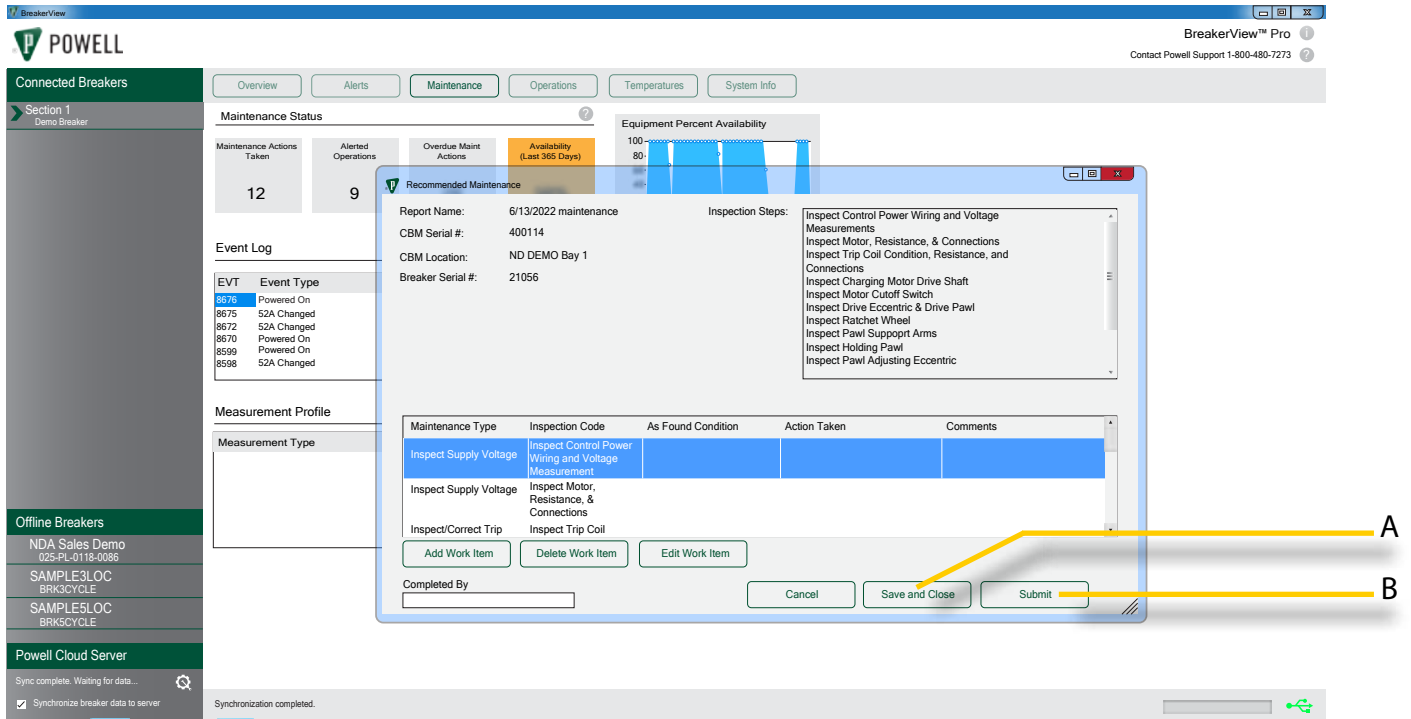 BreakerView
POWELL
BreakerView™ Pro
Contact Powell Support 1-800-480-7273
Connected Breakers
Overview
Alerts
Maintenance
Operations
Temperatures
System Info
Section 1
Demo Breaker
Maintenance Status
Equipment Percent Availability
Maintenance Actions
Taken
12
Alerted
Operations
9
Overdue Maint
Actions
Availability
(Last 365 Days)
100
80
Event Log
EVT Event Type
8676 Powered On
8675 52A Changed
8672 52A Changed
8670 Powered On
8599 Powered On
8598 52A Changed
Measurement Profile
Measurement Type
Recommended Maintenance
Report Name: 6/13/2022 maintenance
CBM Serial #: 400114
CBM Location: ND DEMO Bay 1
Breaker Serial #: 21056
Inspection Steps:
Inspect Control Power Wiring and Voltage
Measurements
Inspect Motor, Resistance, & Connections
Inspect Trip Coil Condition, Resistance, and
Connections
Inspect Charging Motor Drive Shaft
Inspect Motor Cutoff Switch
Inspect Drive Eccentric & Drive Pawl
Inspect Ratchet Wheel
Inspect Pawl Suppoprt Arms
Inspect Holding Pawl
Inspect Pawl Adjusting Eccentric
Maintenance Type Inspection Code As Found Condition Action Taken Comments
Inspect Supply Voltage
Inspect Control Power
Wiring and Voltage
Measurement
Inspect Supply Voltage
Inspect Motor,
Resistance, &
Connections
Inspect/Correct Trip
Inspect Trip Coil
Add Work Item
Delete Work Item
Edit Work Item
Completed By
Cancel
Save and Close
Submit
A
B
Offline Breakers
NDA Sales Demo
025-PL-0118-0086
SAMPLE3LOC
BRK3CYCLE
SAMPLE5LOC
BRK5CYCLE
Powell Cloud Server
Sync complete. Waiting for data...
Synchronize breaker data to server
Synchronization completed.